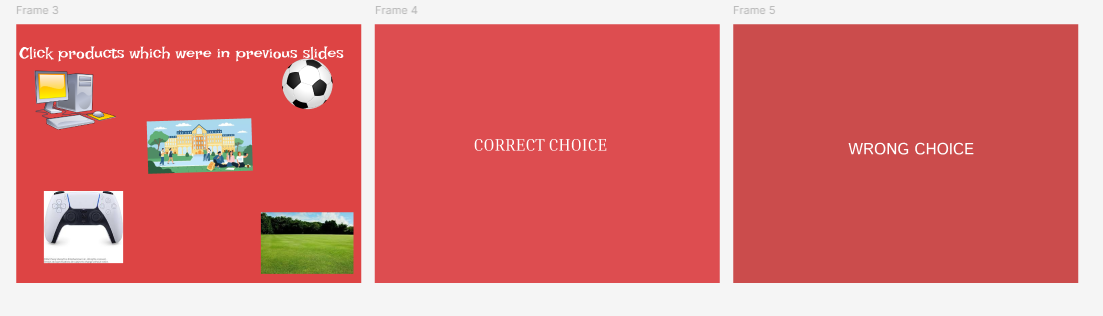 Frame 3
Frame 4
Frame 5
Click products which were in previous slides
CORRECT CHOICE
WRONG CHOICE